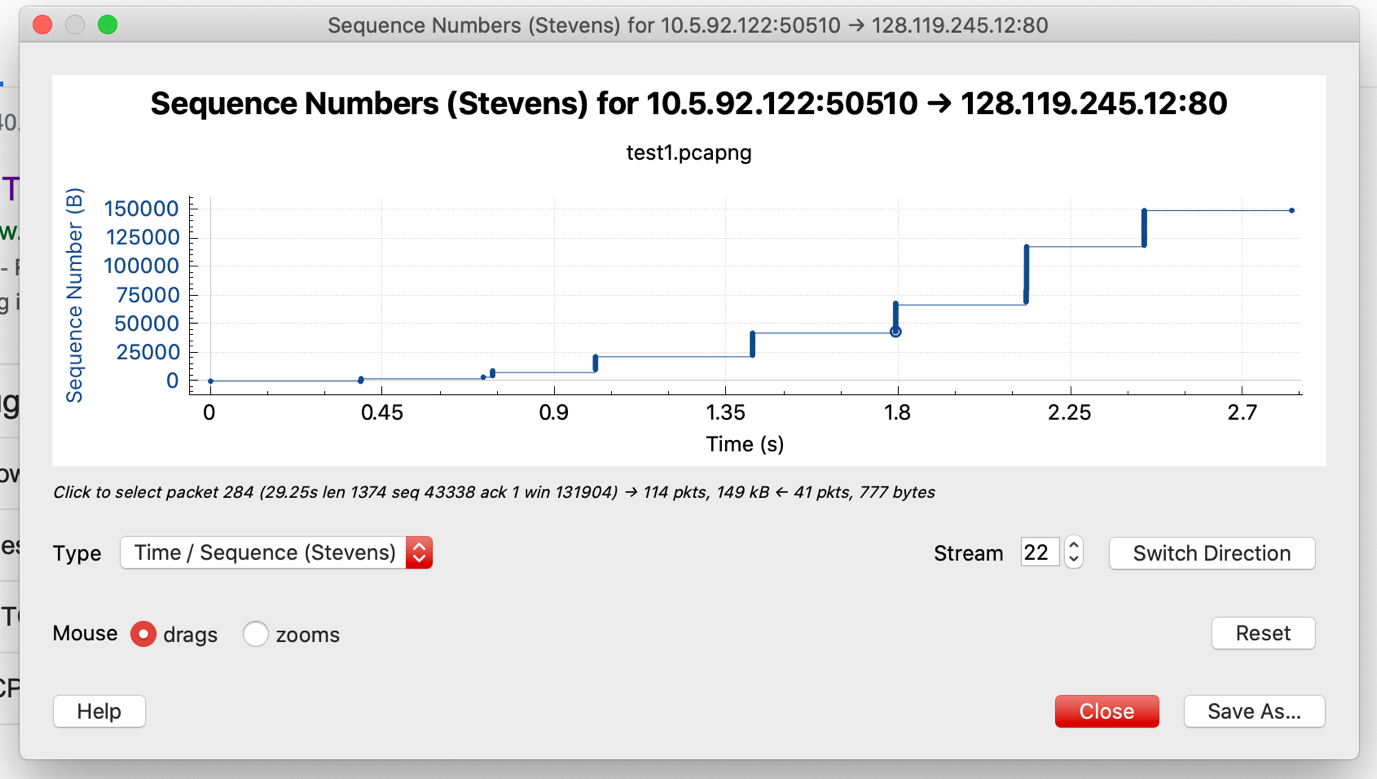 Sequence Numbers (Stevens) for 10.5.92.122:50510 → 128.119.245.12:80
Sequence Numbers (Stevens) for 10.5.92.122:50510 → 128.119.245.12:80
test1.pcapng
Sequence Number (B)
150000
125000
100000
75000
50000
25000
0
0 0.45 0.9 1.35 1.8 2.25 2.7
Time (s)
Click to select packet 284 (29.25s len 1374 seq 43338 ack 1 win 131904) → 114 pkts, 149 kB ← 41 pkts, 777 bytes
Type Time / Sequence (Stevens) Stream 22 Switch Direction
Mouse drags zooms Reset
Help Close Save As...